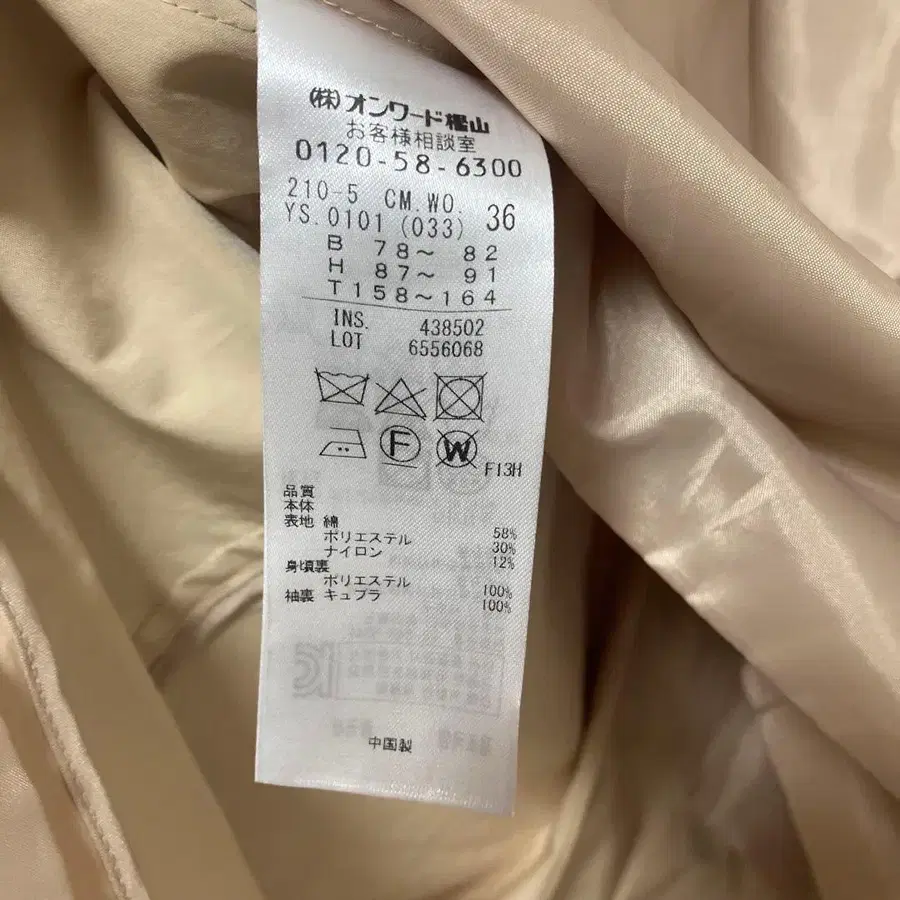 (株)オンワード樫山
お客様相談室
0120-58-6300
210-5 CM.WO. 36
YS.0101(033)
B 78～ 82
H 87～ 91
T158～164
INS. 438502
LOT 6556068
F
W
F13H
品質
本体
表地 綿 58%
ポリエステル 30%
ナイロン 12%
身頃裏
ポリエステル 100%
袖裏 キュプラ 100%
中国製